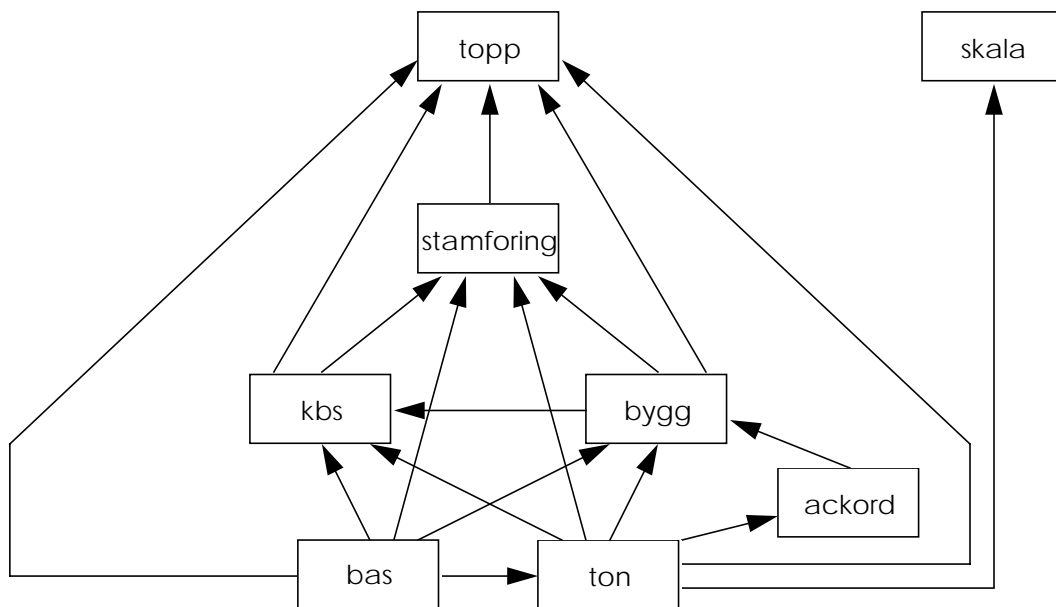 topp
skala
stamforing
kbs
bygg
ackord
bas
ton